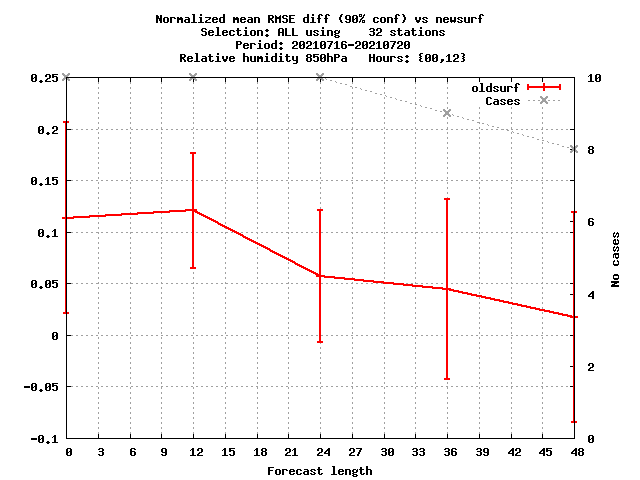 Normalized mean RMSE diff (90% conf) vs newsurf
Selection: ALL using    32 stations
Period: 20210716-20210720
Relative humidity 850hPa   Hours: {00,12}
oldsurf
Cases
0.25
0.2
0.15
0.1
0.05
0
-0.05
-0.1
10
8
6
4
2
0
No cases
0 3 6 9 12 15 18 21 24 27 30 33 36 39 42 45 48
Forecast length